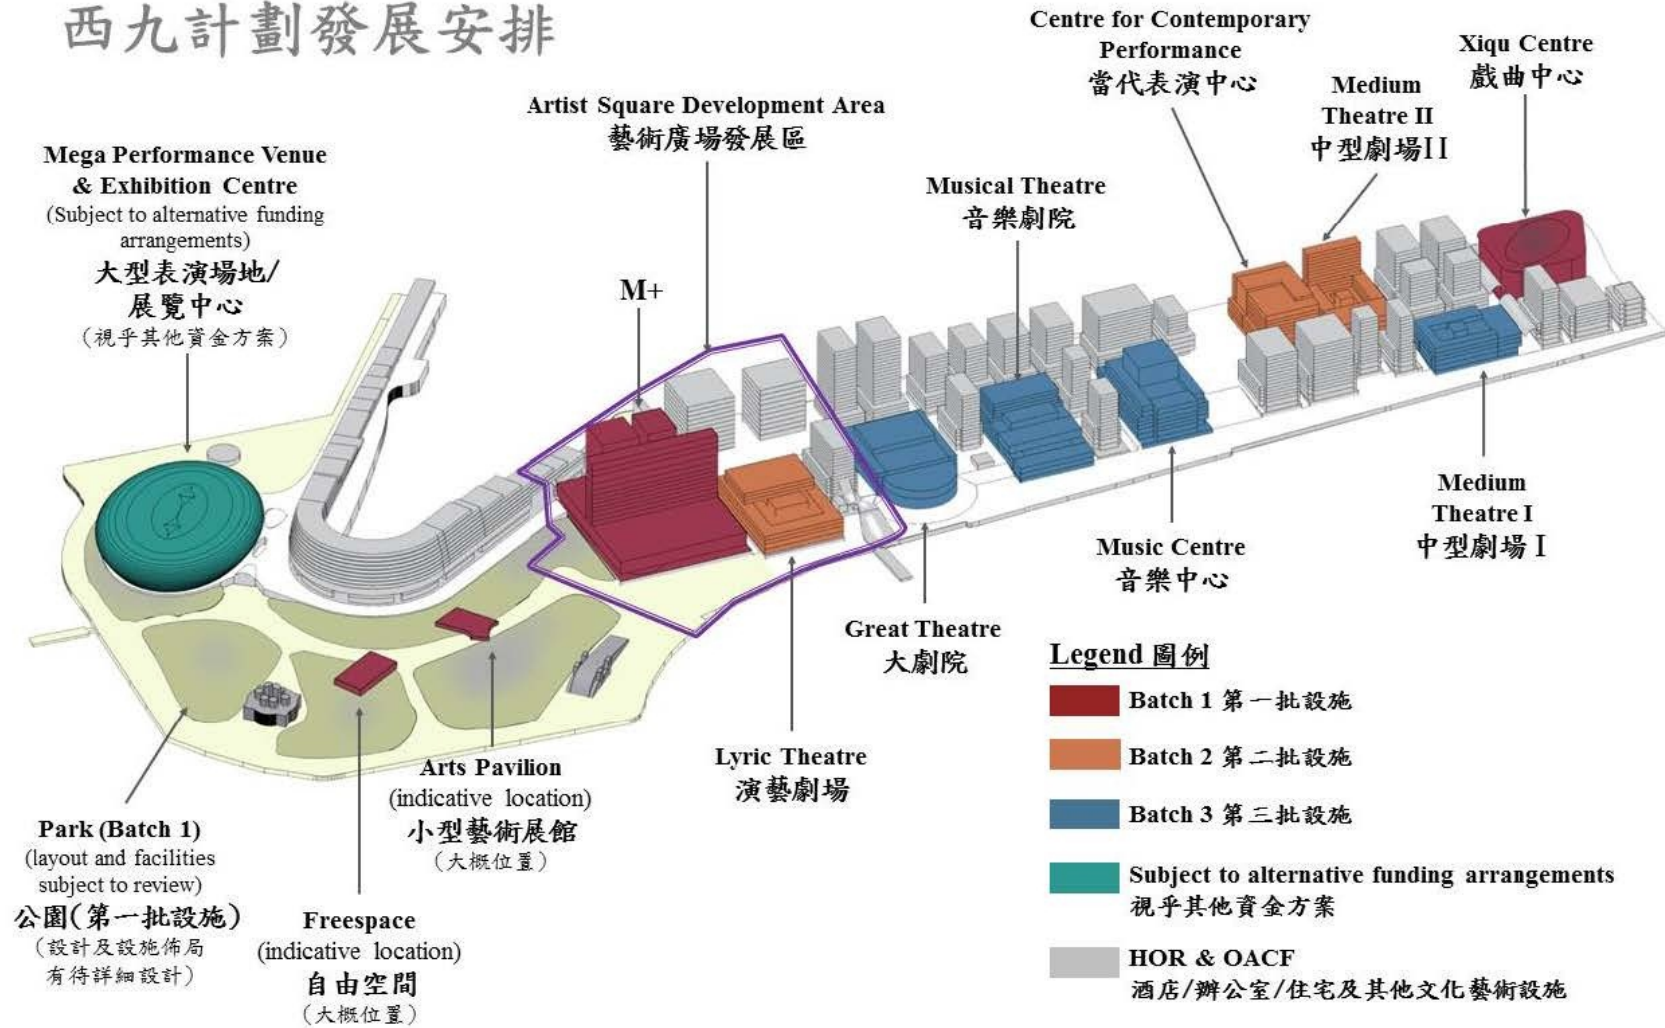 西九計劃發展安排
Centre for Contemporary
Performance
當代表演中心
Xiqu Centre
戲曲中心
Medium
Theatre II
中型劇場II
Artist Square Development Area
藝術廣場發展區
Mega Performance Venue
& Exhibition Centre
(Subject to alternative funding
arrangements)
大型表演場地/
展覽中心
（視乎其他資金方案）
Musical Theatre
音樂劇院
M+
Medium
Theatre I
中型劇場 I
Music Centre
音樂中心
Great Theatre
大劇院
Lyric Theatre
演藝劇場
Arts Pavilion
(indicative location)
小型藝術展館
（大概位置）
Park (Batch 1)
(layout and facilities
subject to review)
公園(第一批設施)
（設計及設施佈局
有待詳細設計）
Freespace
(indicative location)
自由空間
（大概位置）
Legend 圖例
Batch 1 第一批設施
Batch 2 第二批設施
Batch 3 第三批設施
Subject to alternative funding arrangements
視乎其他資金方案
HOR & OACF
酒店/辦公室/住宅及其他文化藝術設施